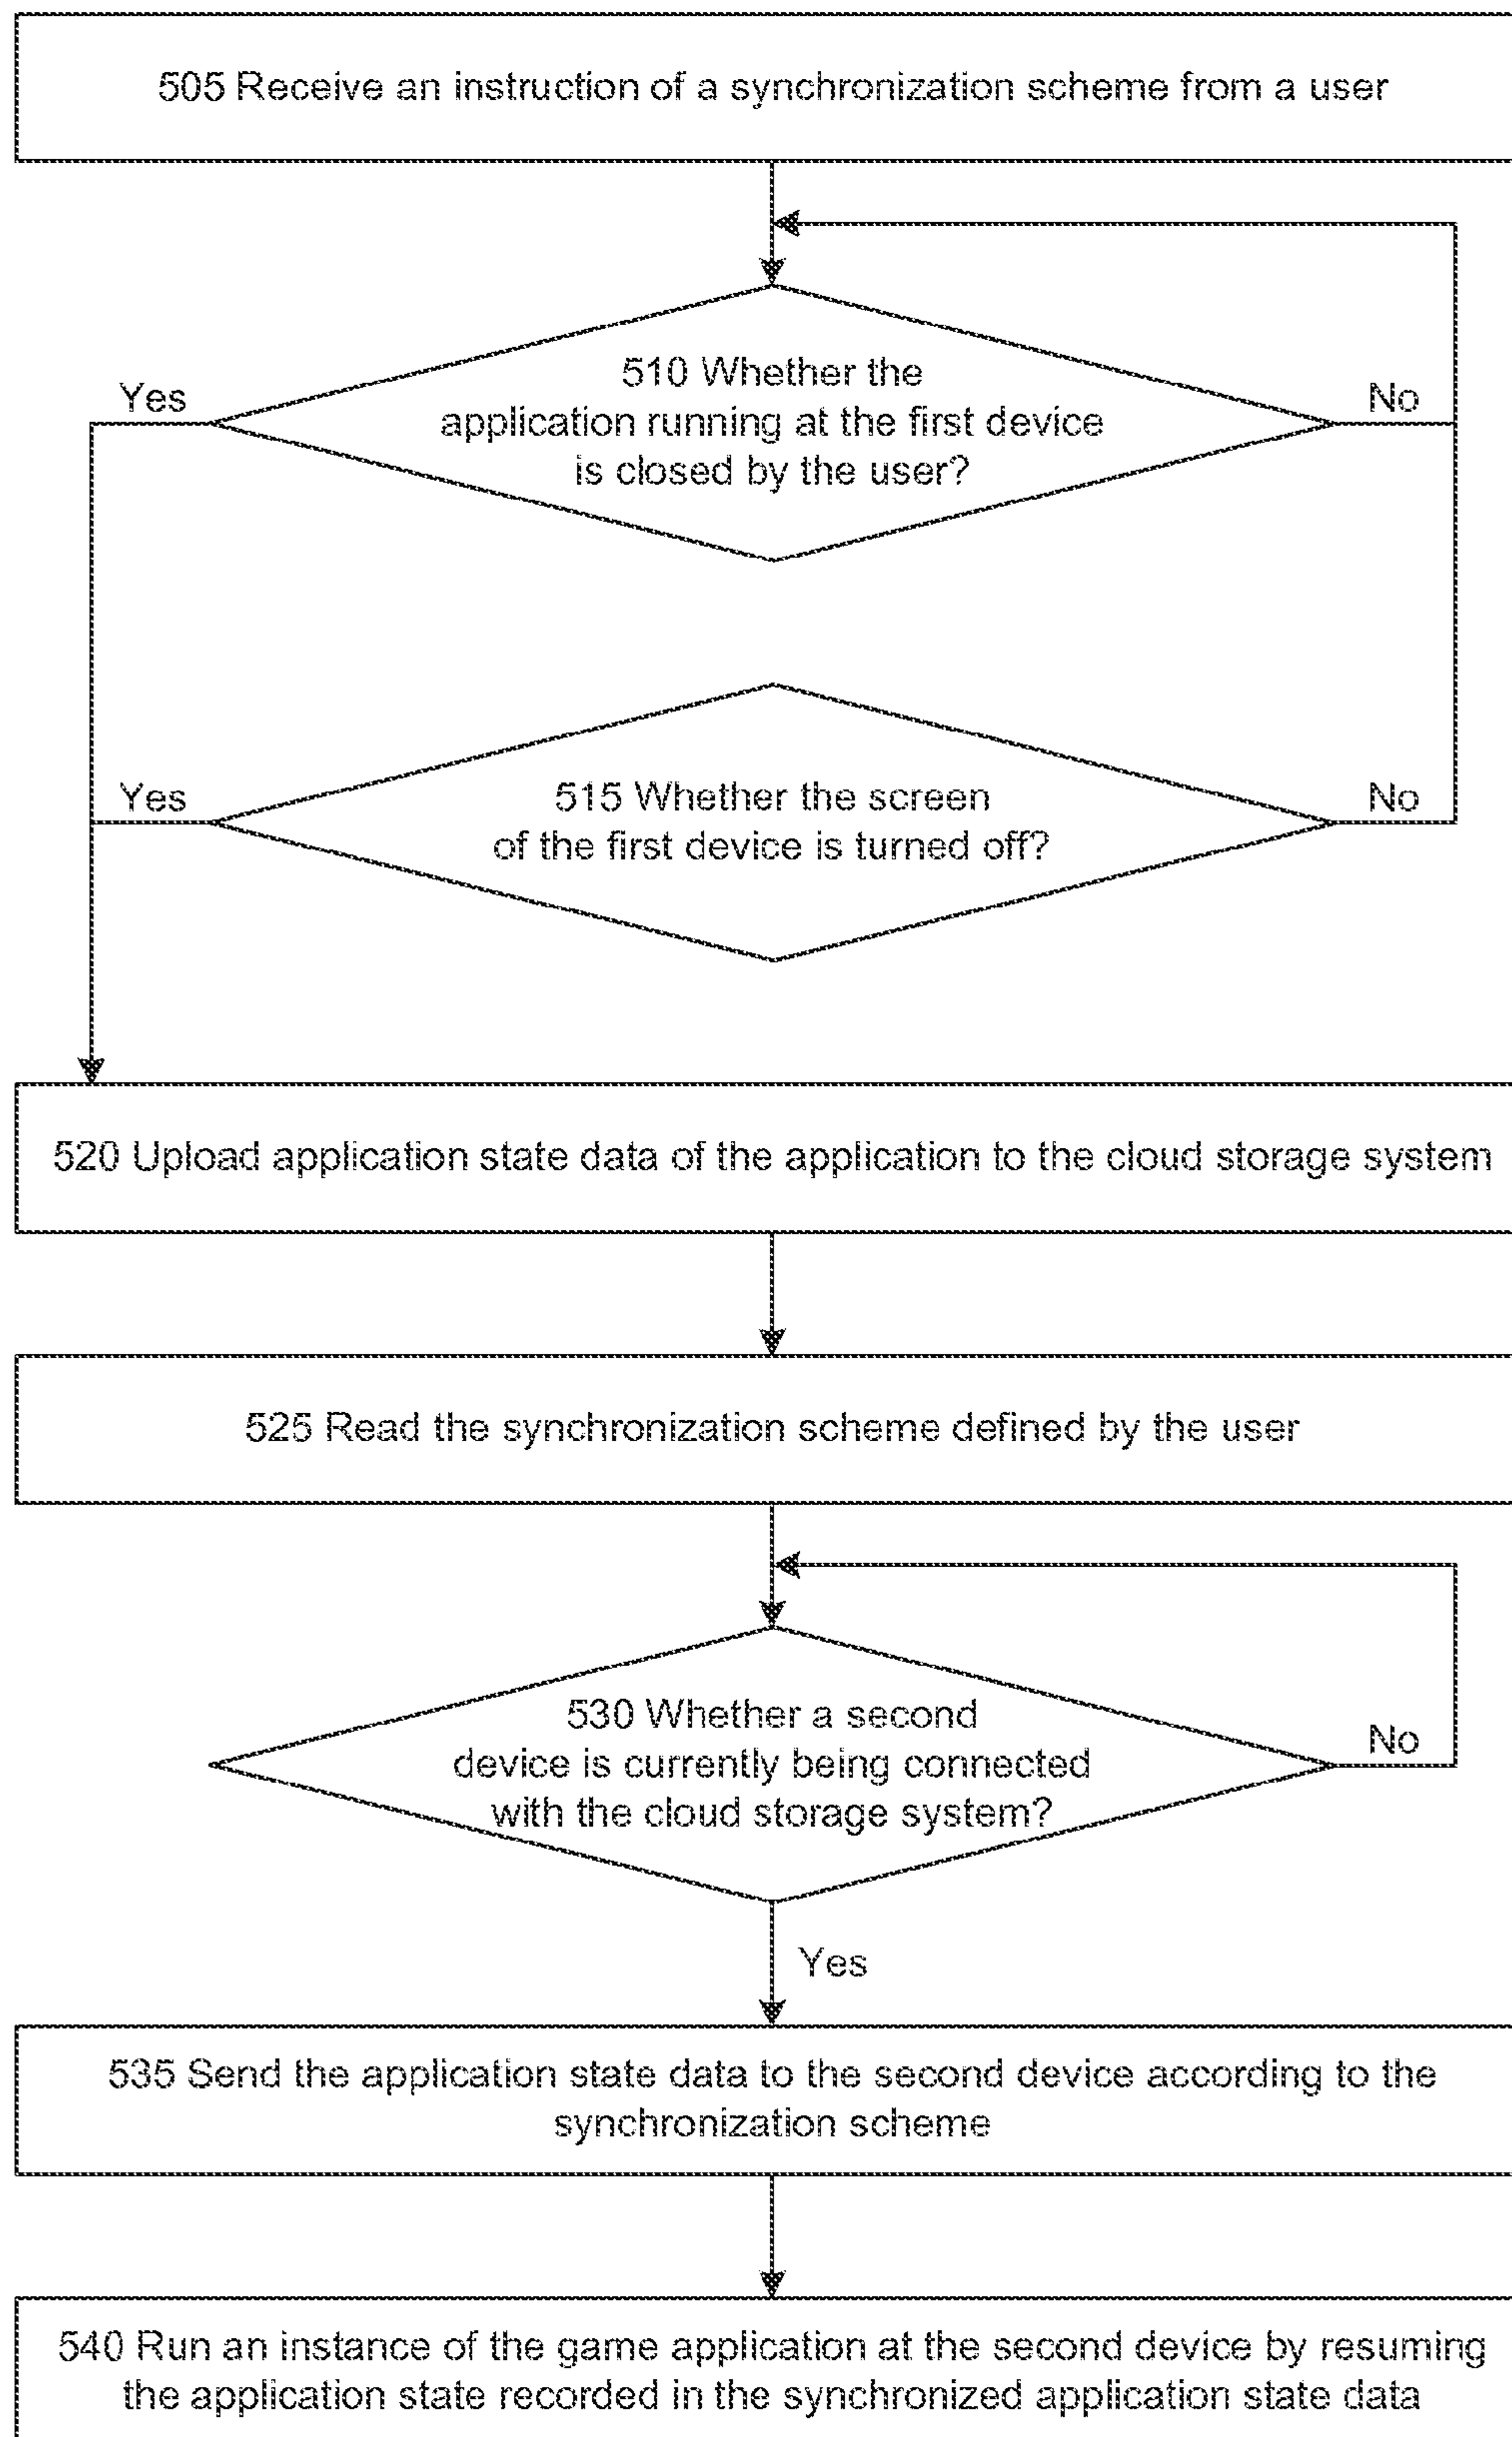 505 Receive an instruction of a synchronization scheme from a user
510 Whether the
application running at the first device
is closed by the user?
Yes
No
515 Whether the screen
of the first device is turned off?
Yes
No
520 Upload application state data of the application to the cloud storage system
525 Read the synchronization scheme defined by the user
530 Whether a second
device is currently being connected
with the cloud storage system?
No
Yes
535 Send the application state data to the second device according to the
synchronization scheme
540 Run an instance of the game application at the second device by resuming
the application state recorded in the synchronized application state data